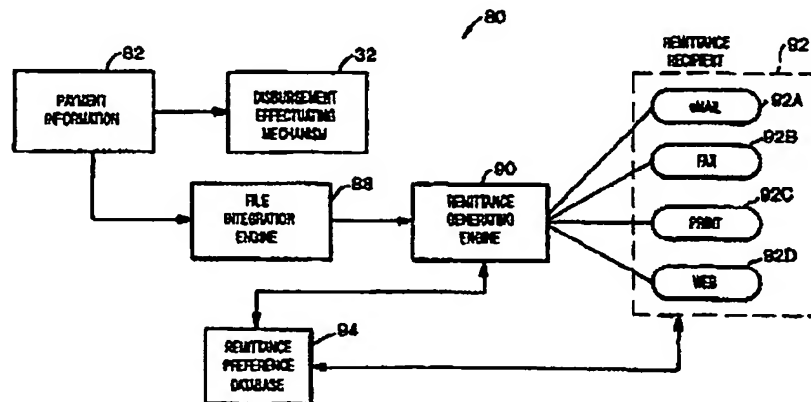 80
82
PAYMENT
INFORMATION
32
DISBURSEMENT
EFFECTUATING
MECHANISM
REMITTANCE
RECIPIENT
92
eMAIL
92A
FAX
92B
PRINT
92C
WEB
92D
88
FILE
INTEGRATION
ENGINE
90
REMITTANCE
GENERATING
ENGINE
94
REMITTANCE
PREFERENCE
DATABASE